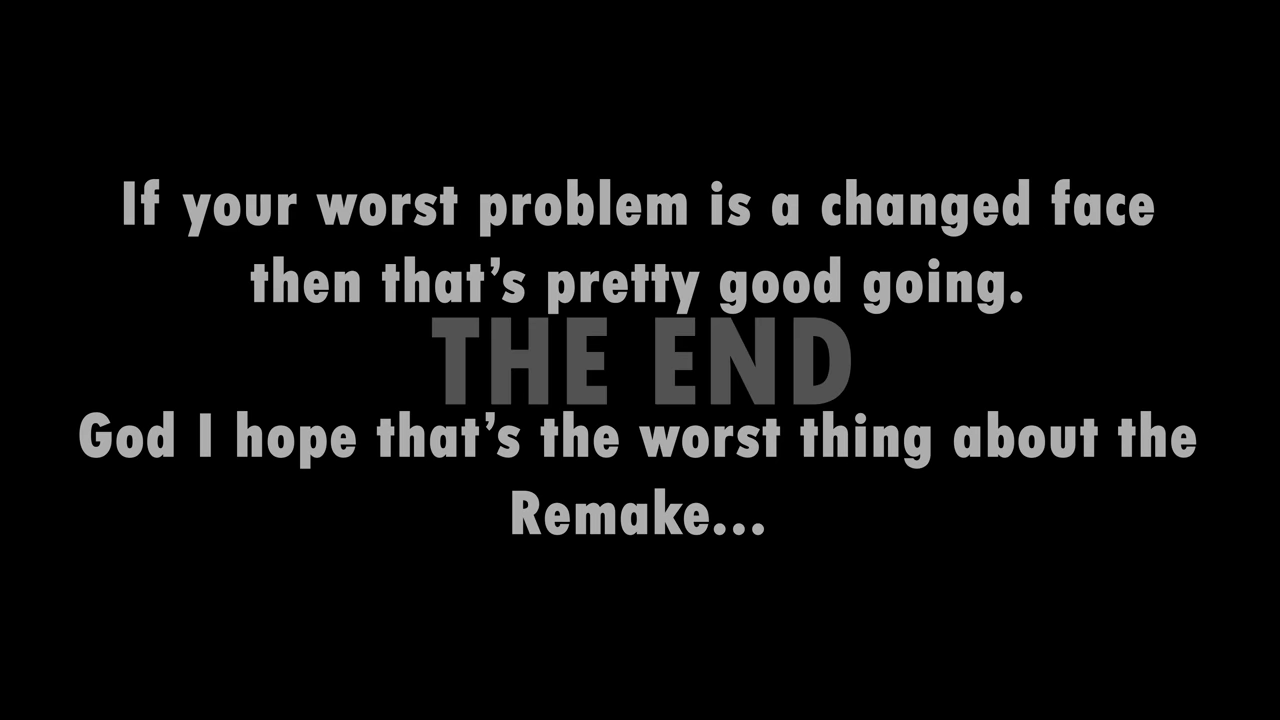 If your worst problem is a changed face
then that’s pretty good going.
THE END
God I hope that’s the worst thing about the
Remake...